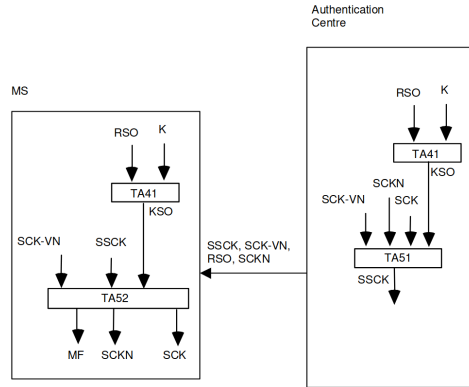 Authentication
Centre
MS
RSO
K
TA41
KSO
SCK-VN
SSCK
TA52
MF
SCKN
SCK
SSCK, SCK-VN,
RSO, SCKN
RSO
K
TA41
KSO
SCKN
SCK-VN
SCK
TA51
SSCK